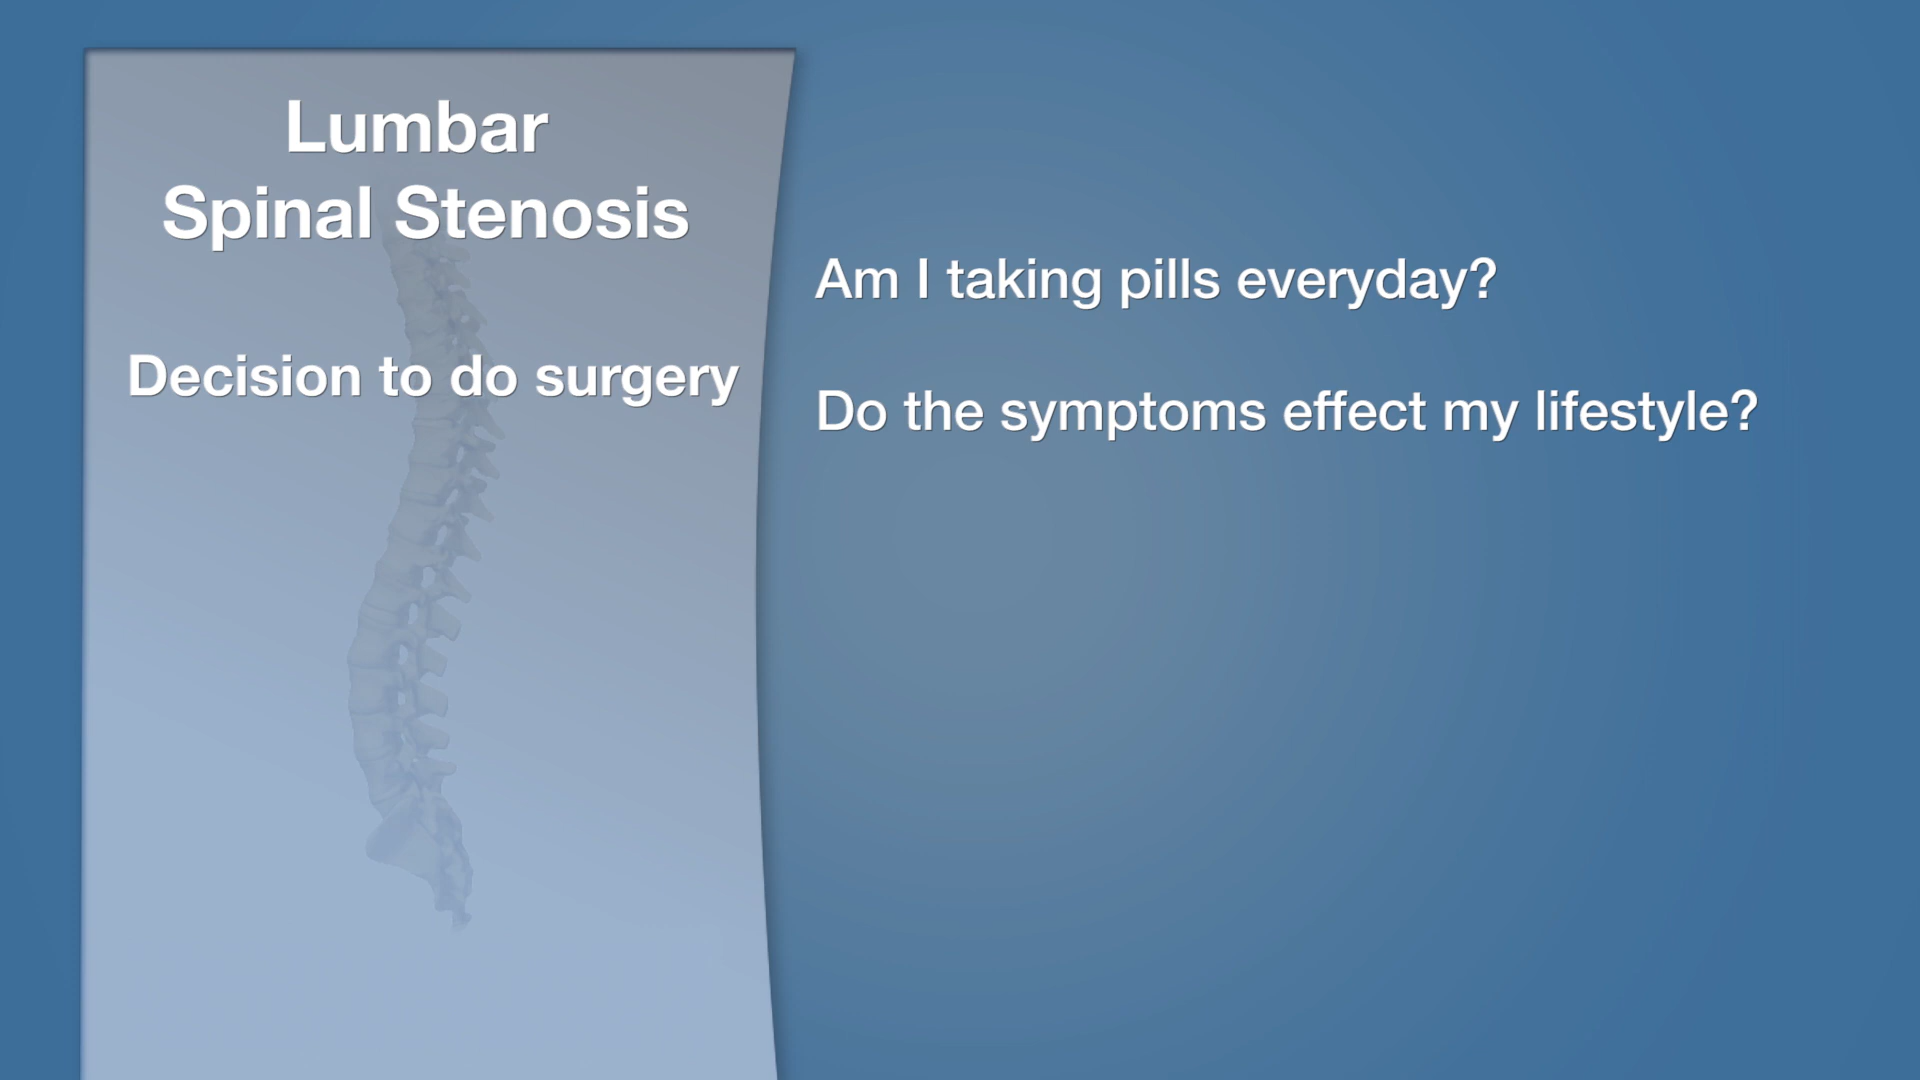 Lumbar
Spinal Stenosis
Decision to do surgery
Am I taking pills everyday?
Do the symptoms effect my lifestyle?